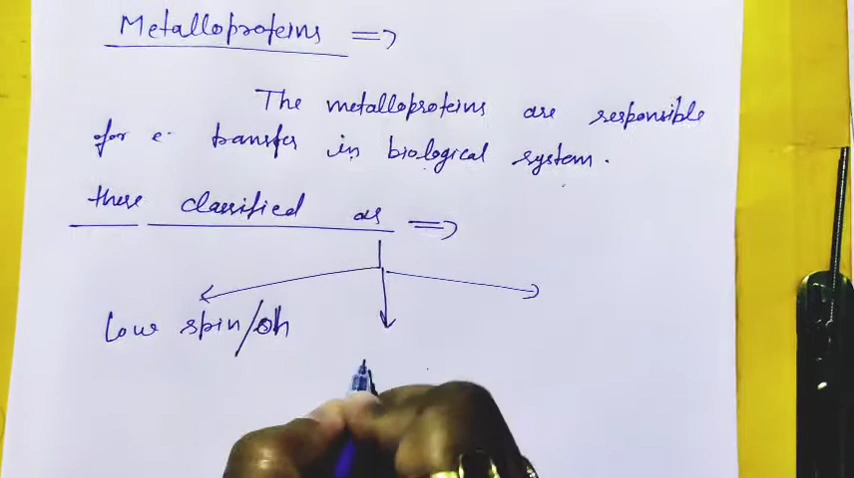 Metalloproteins =>
The metalloproteins are responsible
for e- transfer in biological system.
these classified as =>
low spin/oh